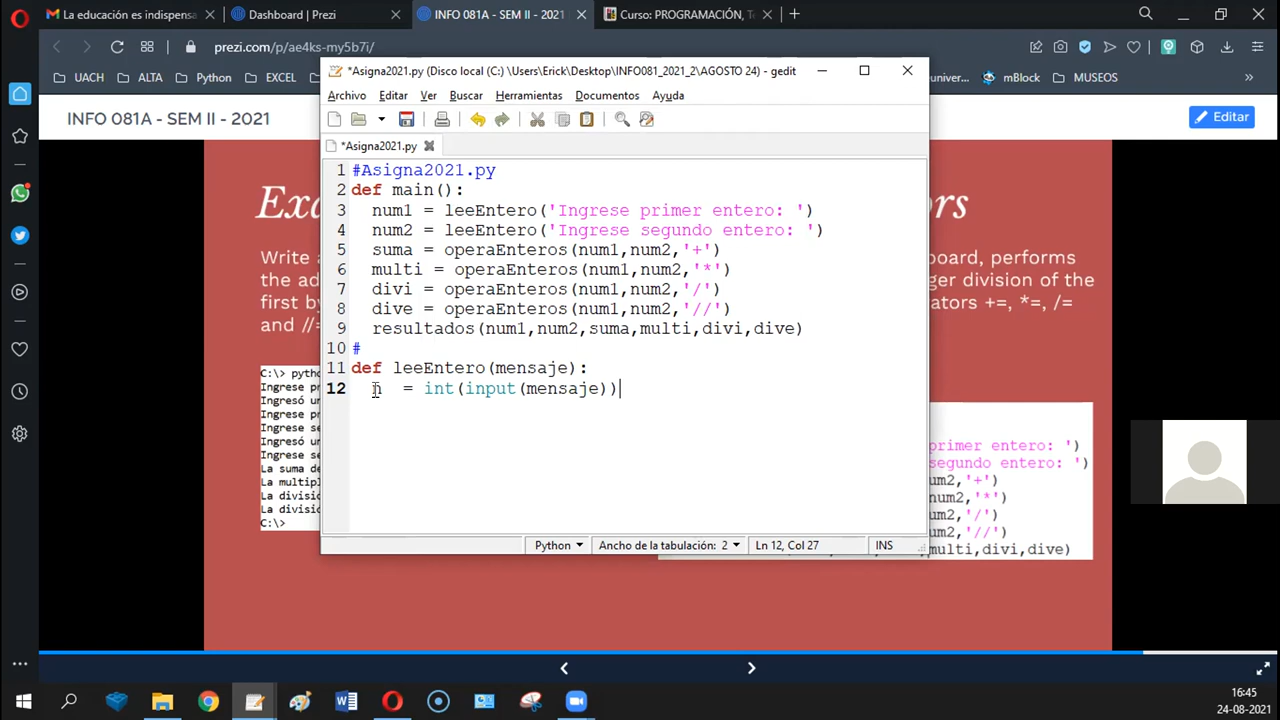 La educación es indispensa
Dashboard | Prezi
INFO 081A - SEM II - 2021
Curso: PROGRAMACIÓN, Te
prezi.com/p/ae4ks-my5b7i/
UACH
ALTA
Python
EXCEL
univer...
mBlock
MUSEOS
»
INFO 081A - SEM II - 2021
Editar
*Asigna2021.py (Disco local (C:) \Users\Erick\Desktop\INFO081_2021_2\AGOSTO 24) - gedit
Archivo Editar Ver Buscar Herramientas Documentos Ayuda
*Asigna2021.py
1 #Asigna2021.py
2 def main():
3 num1 = leeEntero('Ingrese primer entero: ')
4 num2 = leeEntero('Ingrese segundo entero: ')
5 suma = operaEnteros(num1,num2,'+')
6 multi = operaEnteros(num1,num2,'*')
7 divi = operaEnteros(num1,num2,'/')
8 dive = operaEnteros(num1,num2,'//')
9 resultados(num1,num2,suma,multi,divi,dive)
10 #
11 def leeEntero(mensaje):
12 n = int(input(mensaje))
Python Ancho de la tabulación: 2 Ln 12, Col 27 INS
Exa
ors
Write a
board, performs
the ad
ger division of the
first by
ators +=, *=, /=
and //=
C:\> pytho
Ingrese pr
Ingresó un
Ingrese pr
Ingrese se
Ingresó un
Ingrese se
La suma de
La multipl
La divisió
La divisió
C:\>
primer entero: ')
segundo entero: ')
um2,'+')
num2,'*')
um2,'/')
um2,'//')
multi,divi,dive)
16:45
24-08-2021